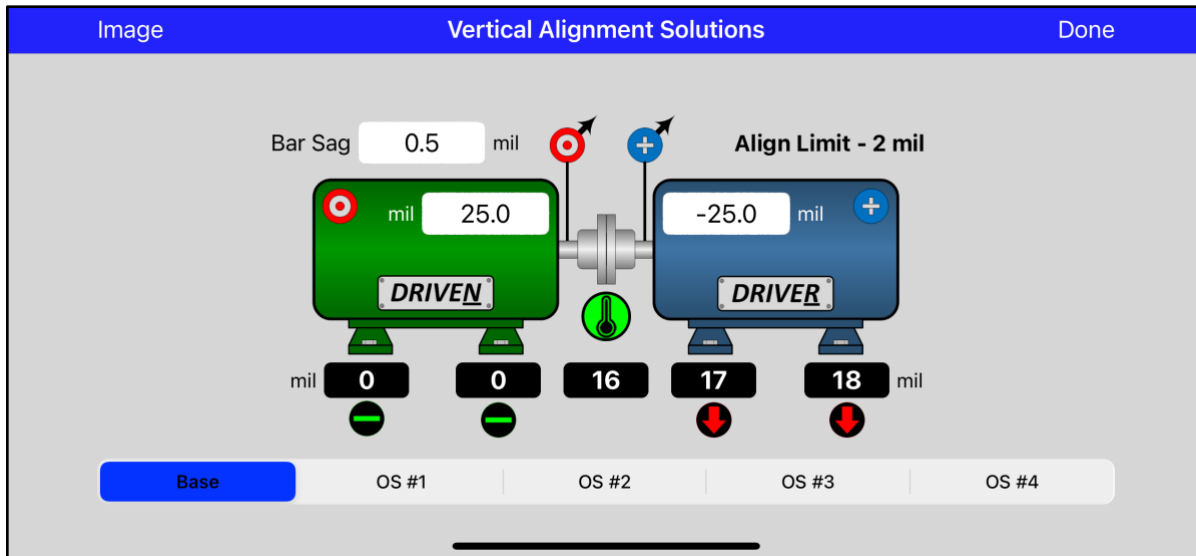 Image Vertical Alignment Solutions Done
Bar Sag 0.5 mil Align Limit - 2 mil
mil 25.0 -25.0 mil
DRIVEN DRIVER
mil 0 0 16 17 18 mil
Base OS #1 OS #2 OS #3 OS #4